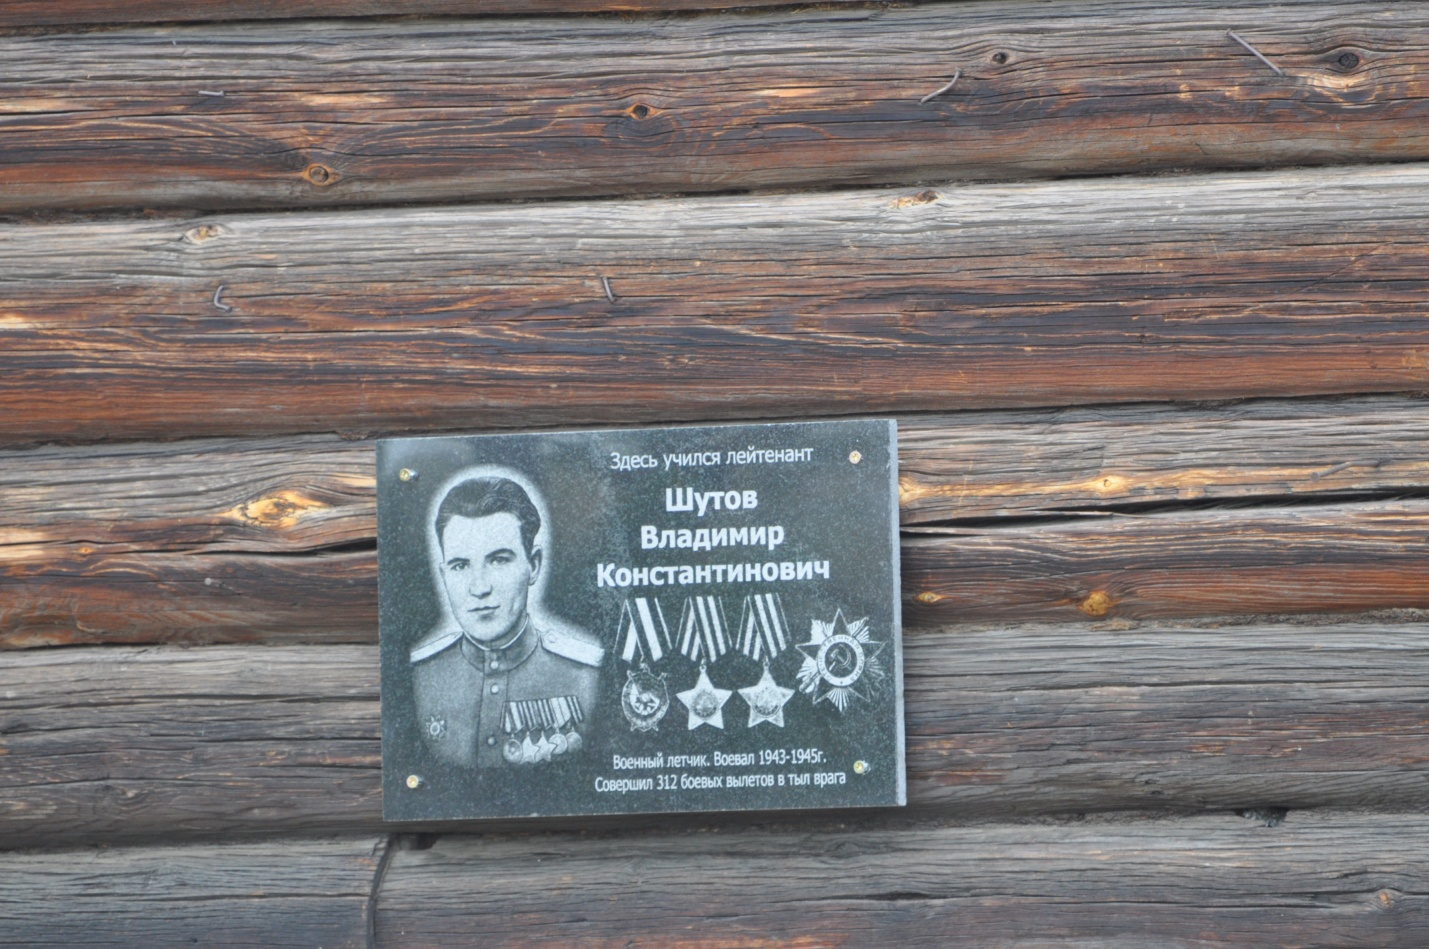 Здесь учился лейтенант
Шутов
Владимир
Константинович
Военный летчик. Воевал 1943-1945г.
Совершил 312 боевых вылетов в тыл врага